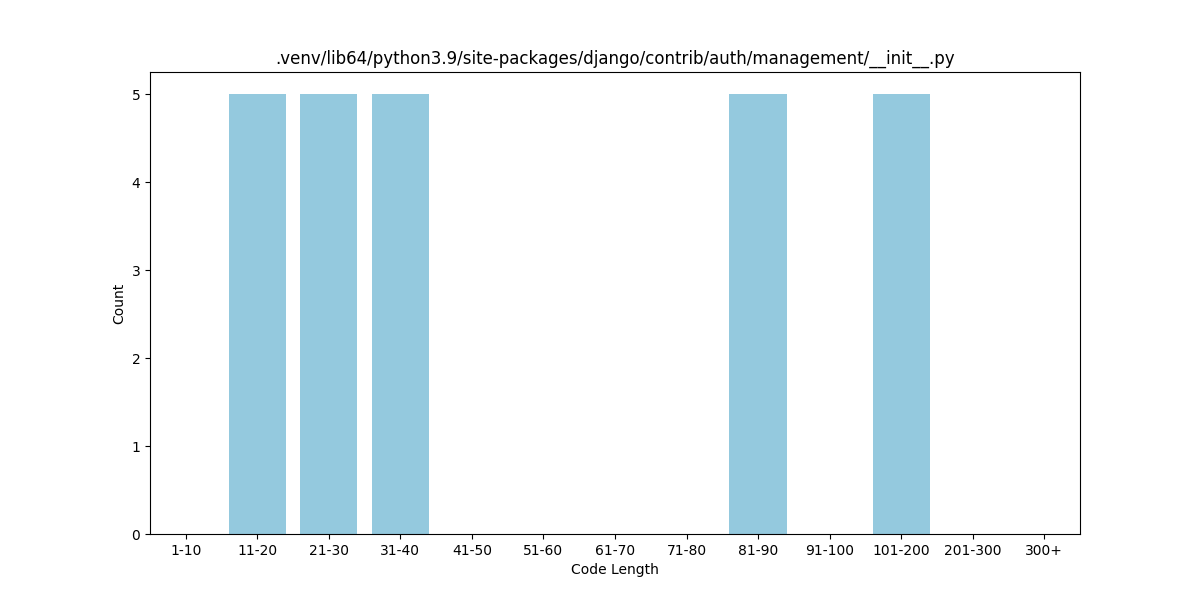 .venv/lib64/python3.9/site-packages/django/contrib/auth/management/__init__.py
5
4
3
2
1
0
Count
1-10 11-20 21-30 31-40 41-50 51-60 61-70 71-80 81-90 91-100 101-200 201-300 300+
Code Length